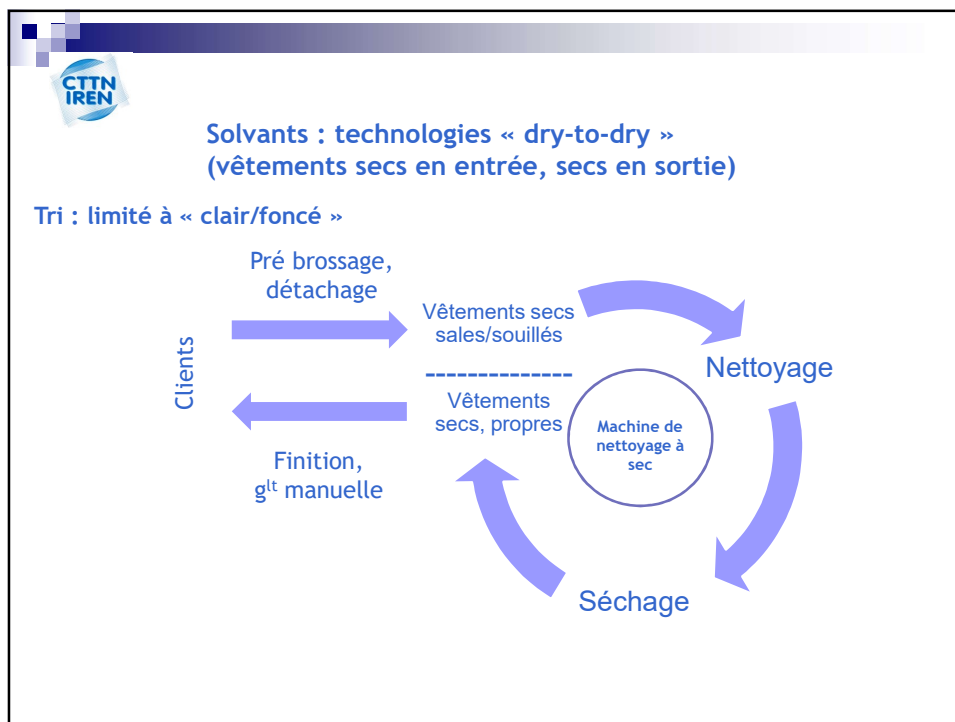 CTTN
IREN
Solvants : technologies « dry-to-dry »
(vêtements secs en entrée, secs en sortie)
Tri : limité à « clair/foncé »
Pré brossage,
détachage
Vêtements secs
sales/souillés
--------------
Vêtements
secs, propres
Clients
Finition,
glt manuelle
Nettoyage
Machine de
nettoyage à
sec
Séchage